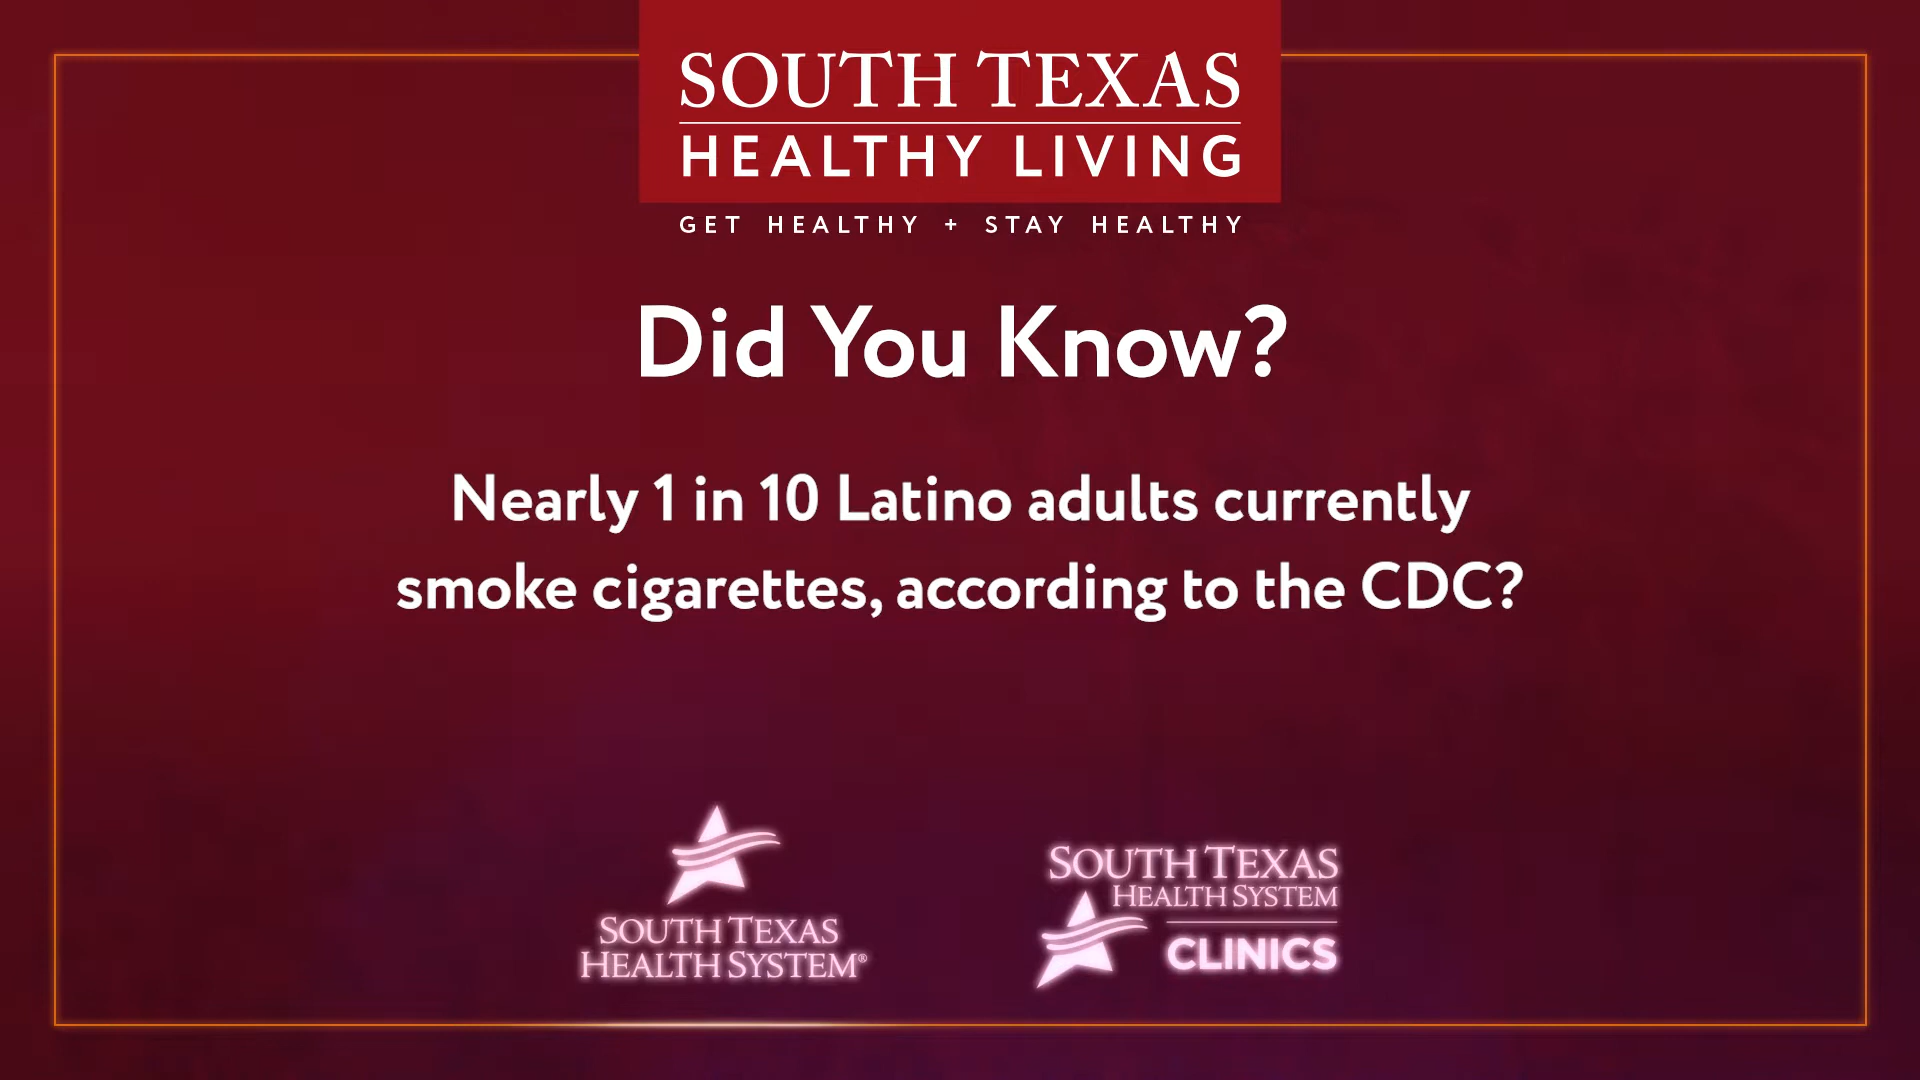 SOUTH TEXAS
HEALTHY LIVING
GET HEALTHY + STAY HEALTHY
Did You Know?
Nearly 1 in 10 Latino adults currently
smoke cigarettes, according to the CDC?
SOUTH TEXAS
HEALTH SYSTEM®
SOUTH TEXAS
HEALTH SYSTEM
CLINICS